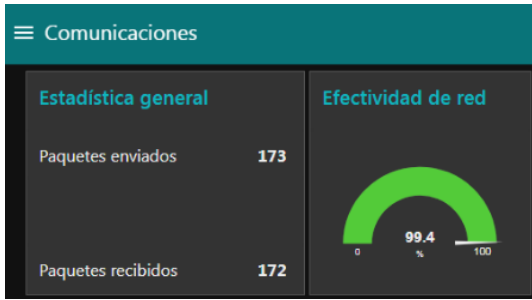 Comunicaciones
Estadística general
Paquetes enviados 173
Paquetes recibidos 172
Efectividad de red
99.4
%
0
100